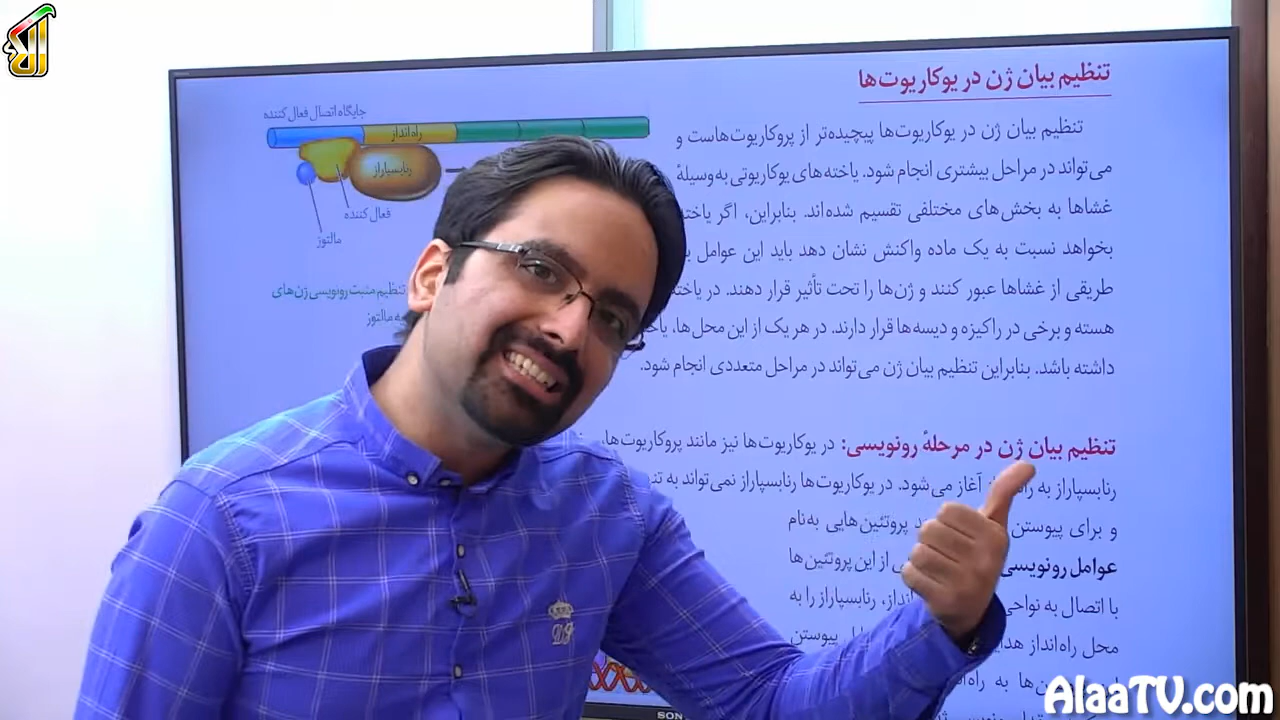 آلاء
تنظیم بیان ژن در یوکاریوت‌ها
تنظیم بیان ژن در یوکاریوت‌ها پیچیده‌تر از پروکاریوت‌هاست و
می‌تواند در مراحل بیشتری انجام شود. یاخته‌های یوکاریوتی به‌وسیلهٔ
غشاها به بخش‌های مختلفی تقسیم شده‌اند. بنابراین، اگر
بخواهد نسبت به یک ماده واکنش نشان دهد باید این عوامل
طریقی از غشاها عبور کنند و ژن‌ها را تحت تأثیر قرار دهند. در
هسته و برخی در راکیزه و دیسه‌ها قرار دارند. در هر یک از این محل‌ها،
داشته باشد. بنابراین تنظیم بیان ژن می‌تواند در مراحل متعددی انجام شود.
جایگاه اتصال فعال‌کننده
راه‌انداز
رنابسپاراز
فعال کننده
مالتوز
تنظیم مثبت رونویسی ژن‌های
به مالتوز
تنظیم بیان ژن در مرحلهٔ رونویسی: در یوکاریوت‌ها نیز مانند پروکاریوت‌ها،
رنابسپاراز به آغاز می‌شود. در یوکاریوت‌ها رنابسپاراز نمی‌تواند به
و برای پیوستن پروتئین‌هایی به‌نام
عوامل رونویسی از این پروتئین‌ها
با اتصال به نواحی رنابسپاراز را به
محل راه‌انداز پیوستن
به
SONY
AlaaTV.com